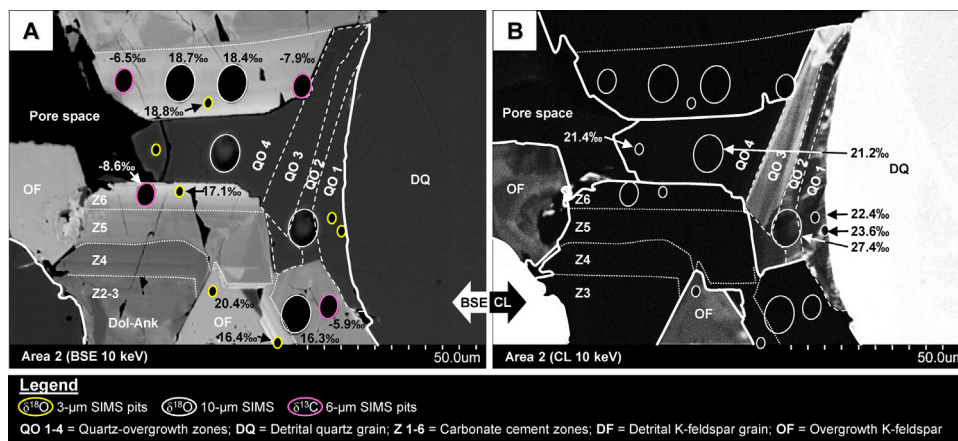 A
-6.5‰ 18.7‰ 18.4‰ -7.9‰
18.8‰
Pore space
-8.6‰
17.1‰
OF
QO 4
QO 3
QO 2
QO 1
DQ
Z6
Z5
Z4
Z2-3
Dol-Ank
20.4‰
OF
16.4‰
16.3‰
-5.9‰
Area 2 (BSE 10 keV)
50.0um
BSE CL
B
Pore space
21.4‰
OF
QO 4
QO 3
QO 2
QO 1
21.2‰
DQ
22.4‰
23.6‰
27.4‰
Z6
Z5
Z4
Z3
OF
Area 2 (CL 10 keV)
50.0um
Legend
δ18O 3-µm SIMS pits δ18O 10-µm SIMS δ13C 6-µm SIMS pits
QO 1-4 = Quartz-overgrowth zones; DQ = Detrital quartz grain; Z 1-6 = Carbonate cement zones; DF = Detrital K-feldspar grain; OF = Overgrowth K-feldspar